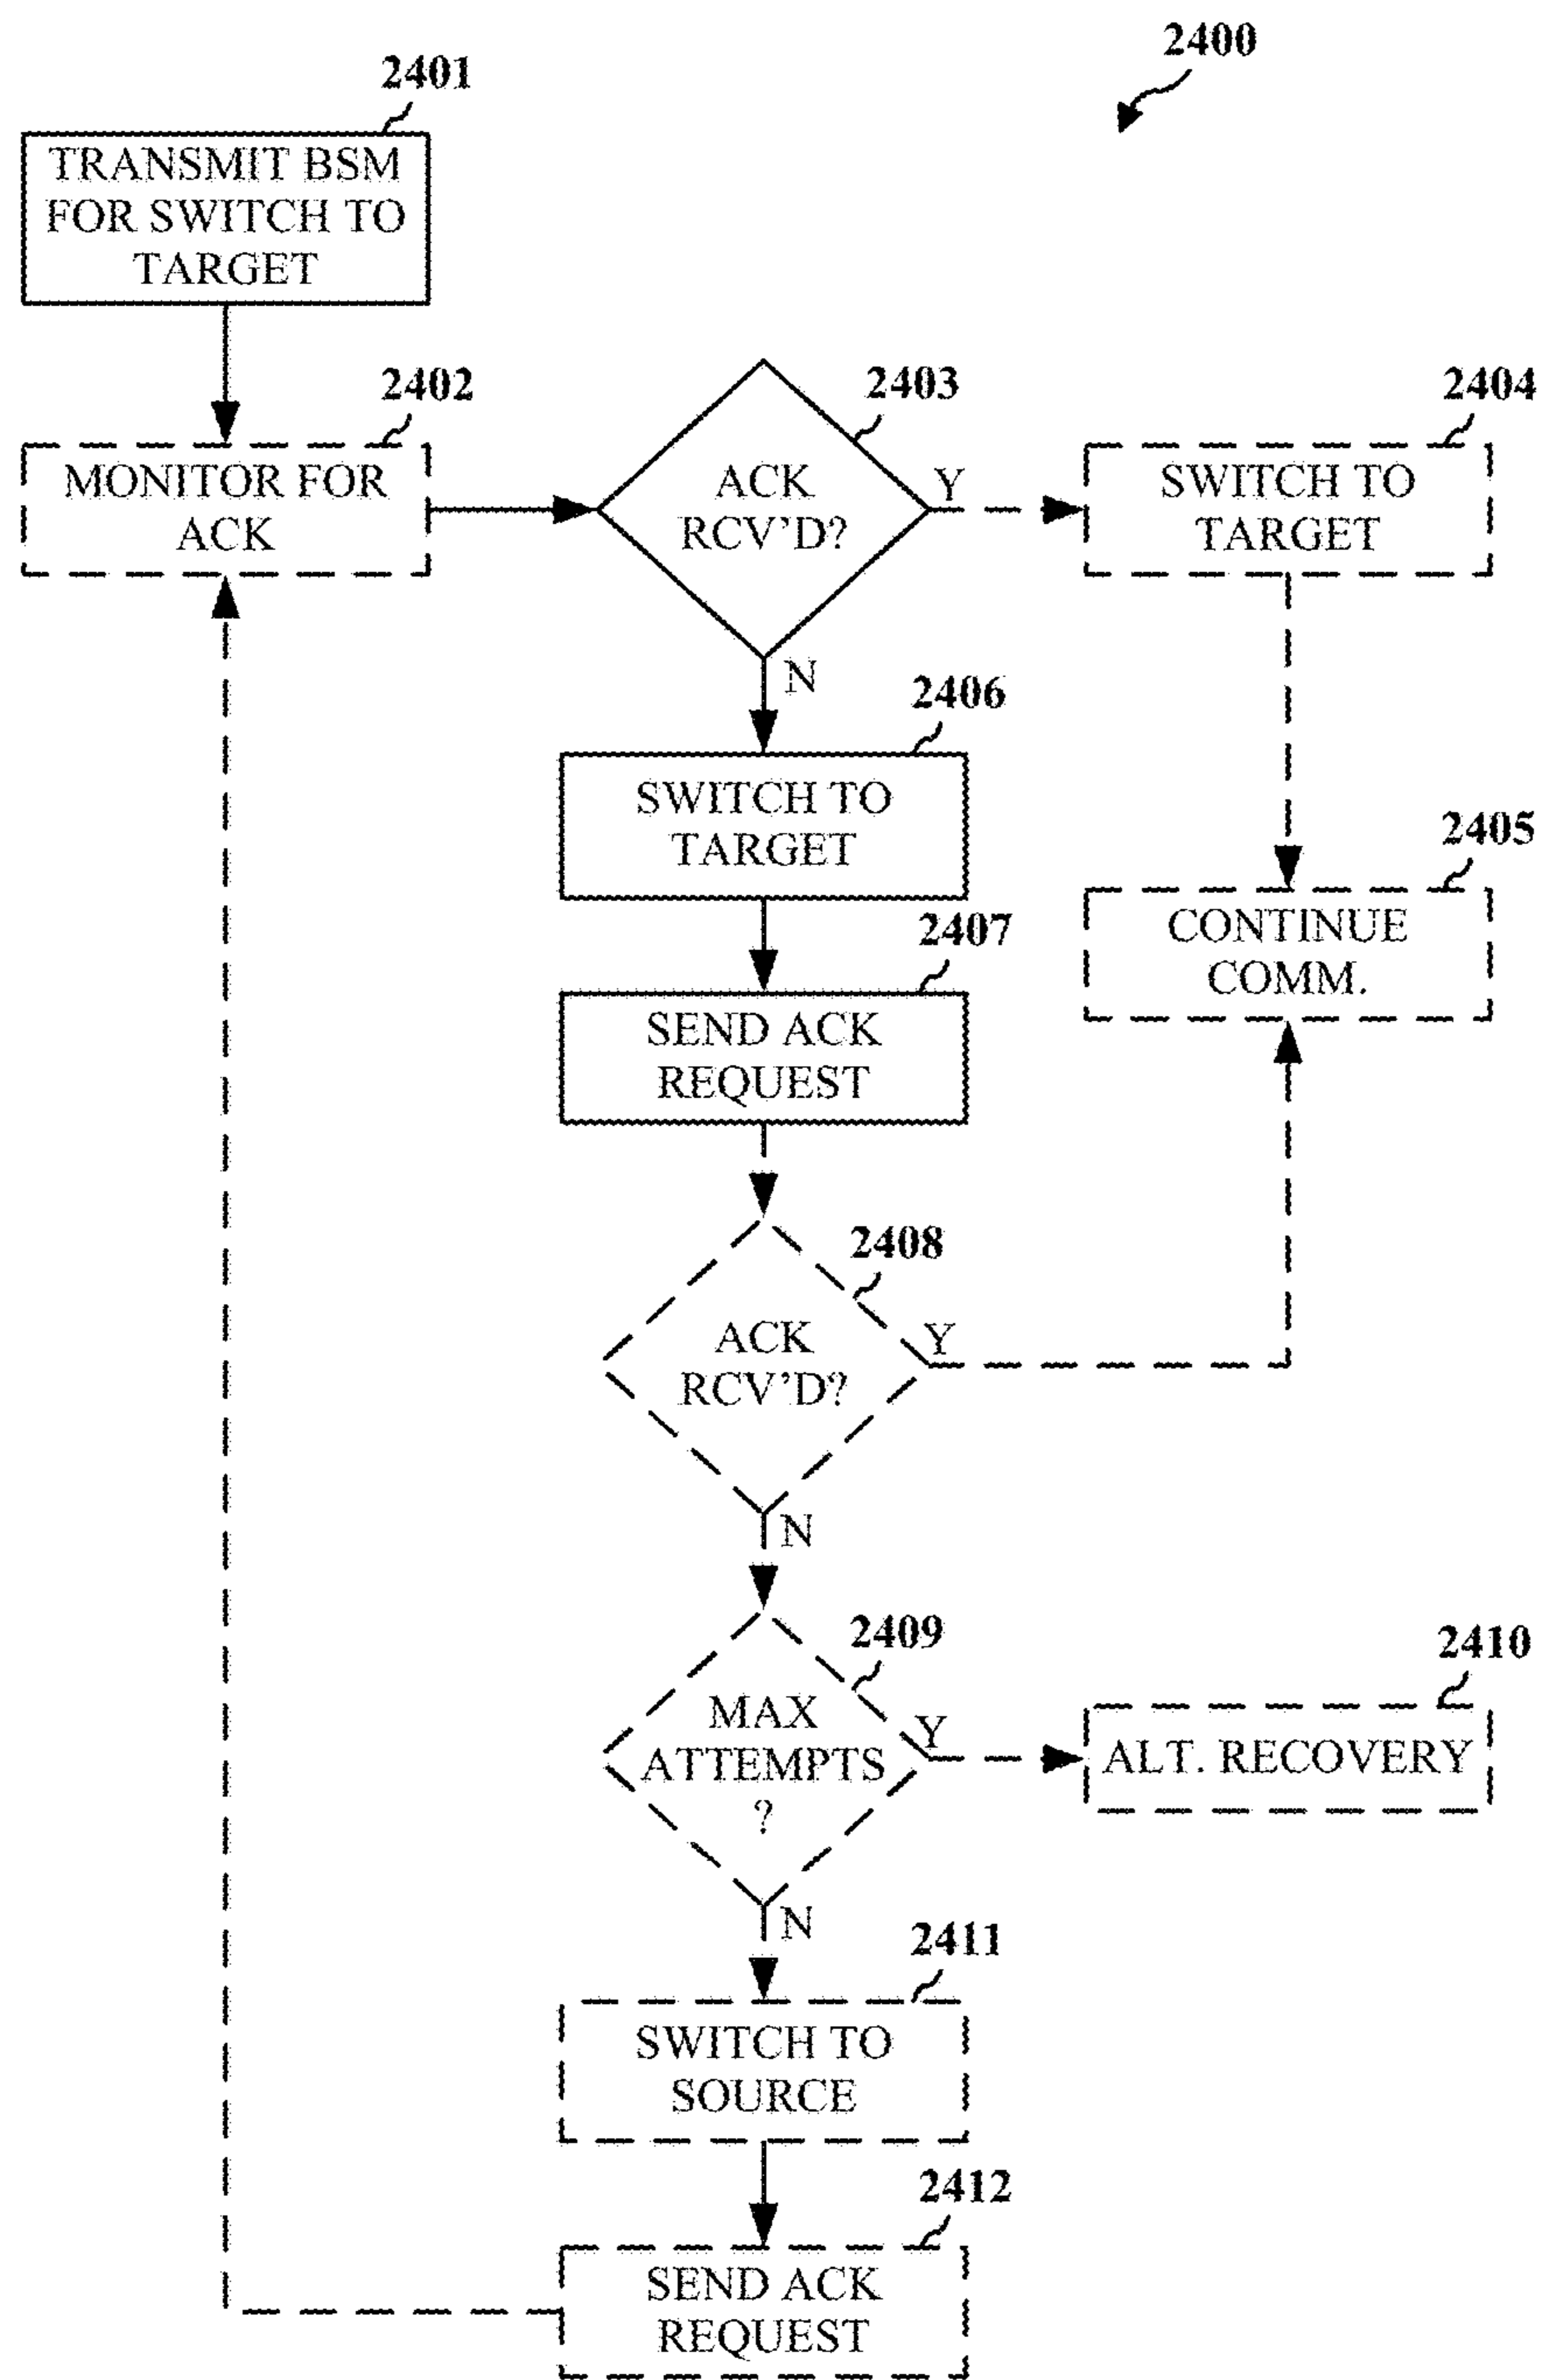 2400
2401
TRANSMIT BSM
FOR SWITCH TO
TARGET
2402
MONITOR FOR
ACK
2403
ACK
RCV'D?
Y
N
2404
SWITCH TO
TARGET
2405
CONTINUE
COMM.
2406
SWITCH TO
TARGET
2407
SEND ACK
REQUEST
2408
ACK
RCV'D?
Y
N
2409
MAX
ATTEMPTS
?
Y
N
2410
ALT. RECOVERY
2411
SWITCH TO
SOURCE
2412
SEND ACK
REQUEST